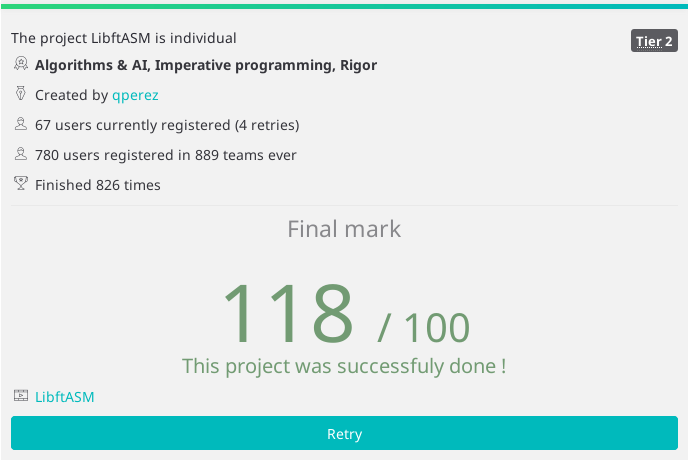 The project LibftASM is individual
Tier 2
Algorithms & AI, Imperative programming, Rigor
Created by qperez
67 users currently registered (4 retries)
780 users registered in 889 teams ever
Finished 826 times
Final mark
118 / 100
This project was successfuly done !
LibftASM
Retry